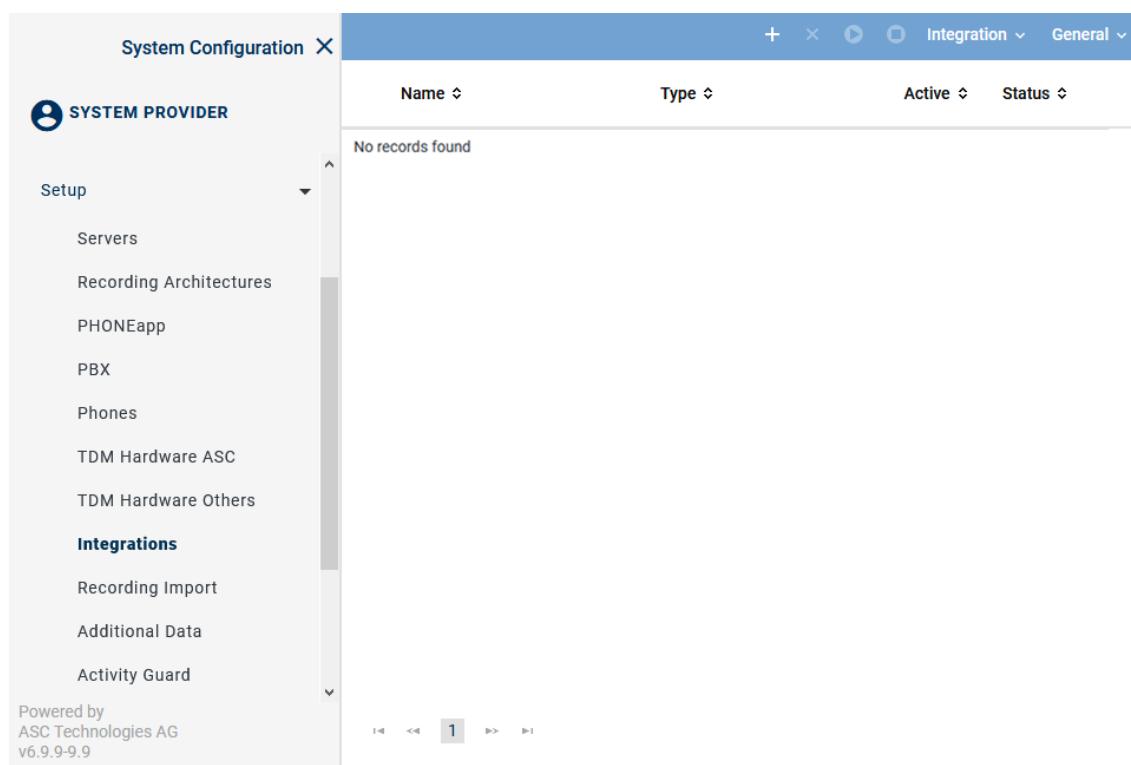 System Configuration
Integration General
SYSTEM PROVIDER
Name Type Active Status
No records found
Setup
Servers
Recording Architectures
PHONEapp
PBX
Phones
TDM Hardware ASC
TDM Hardware Others
Integrations
Recording Import
Additional Data
Activity Guard
Powered by
ASC Technologies AG
v6.9.9-9.9
1